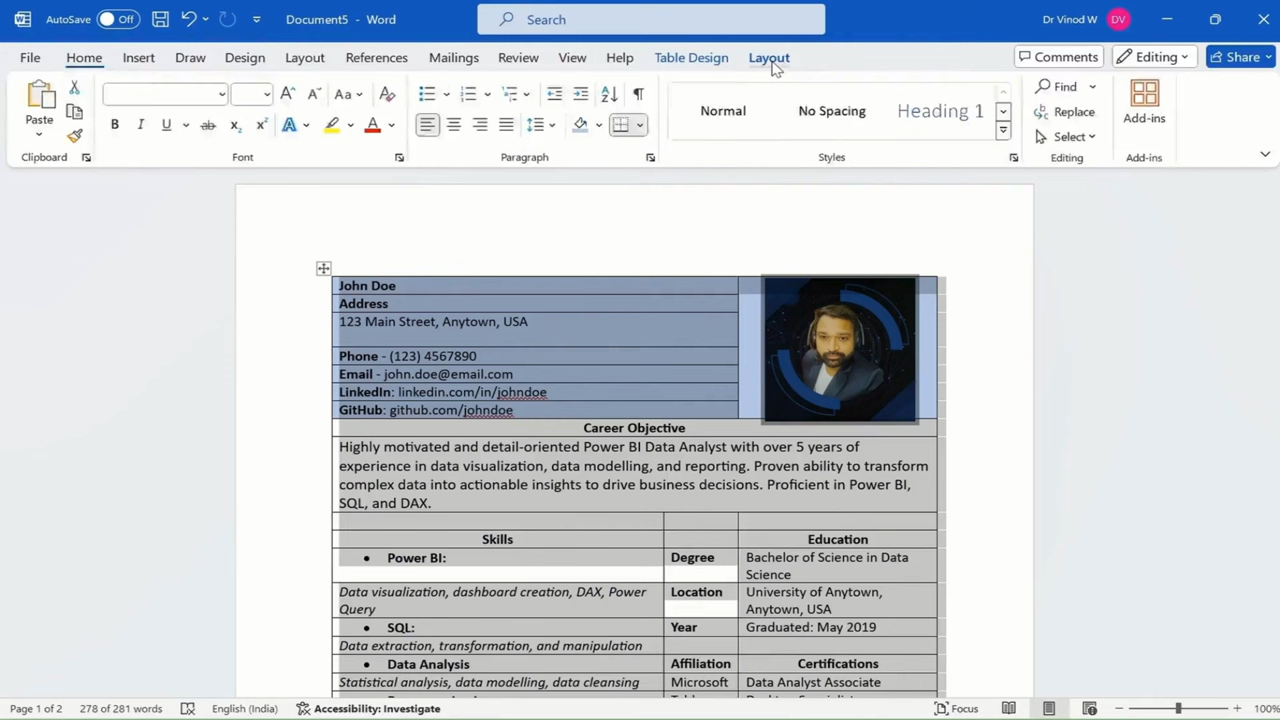 AutoSave Off Document5 - Word Search Dr Vinod W DV
File Home Insert Draw Design Layout References Mailings Review View Help Table Design Layout Comments Editing Share
Paste
Clipboard
Aa
B I U ab x₂ x² A A
Font
Paragraph
Normal No Spacing Heading 1
Styles
Find
Replace
Select
Editing
Add-ins
Add-ins
John Doe
Address
123 Main Street, Anytown, USA
Phone - (123) 4567890
Email - john.doe@email.com
LinkedIn: linkedin.com/in/johndoe
GitHub: github.com/johndoe
Career Objective
Highly motivated and detail-oriented Power BI Data Analyst with over 5 years of
experience in data visualization, data modelling, and reporting. Proven ability to transform
complex data into actionable insights to drive business decisions. Proficient in Power BI,
SQL, and DAX.
Skills Education
• Power BI: Degree Bachelor of Science in Data
Science
Data visualization, dashboard creation, DAX, Power Location University of Anytown,
Query Anytown, USA
• SQL: Year Graduated: May 2019
Data extraction, transformation, and manipulation
• Data Analysis Affiliation Certifications
Statistical analysis, data modelling, data cleansing Microsoft Data Analyst Associate
Page 1 of 2 278 of 281 words English (India) Accessibility: Investigate Focus 100%